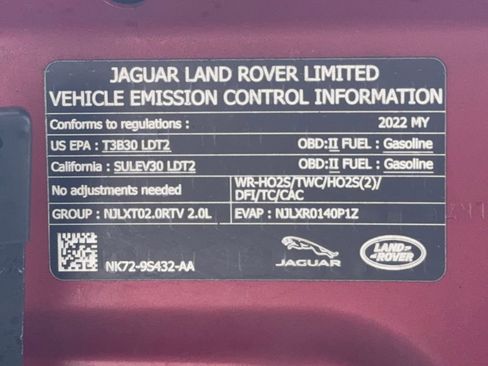 JAGUAR LAND ROVER LIMITED
VEHICLE EMISSION CONTROL INFORMATION
Conforms to regulations : 2022 MY
US EPA : T3B30 LDT2 OBD:II FUEL : Gasoline
California : SULEV30 LDT2 OBD:II FUEL : Gasoline
No adjustments needed WR-HO2S/TWC/HO2S(2)/
DFI/TC/CAC
GROUP : NJLXT02.0RTV 2.0L EVAP : NJLXR0140P1Z
NK72-9S432-AA JAGUAR LAND ROVER